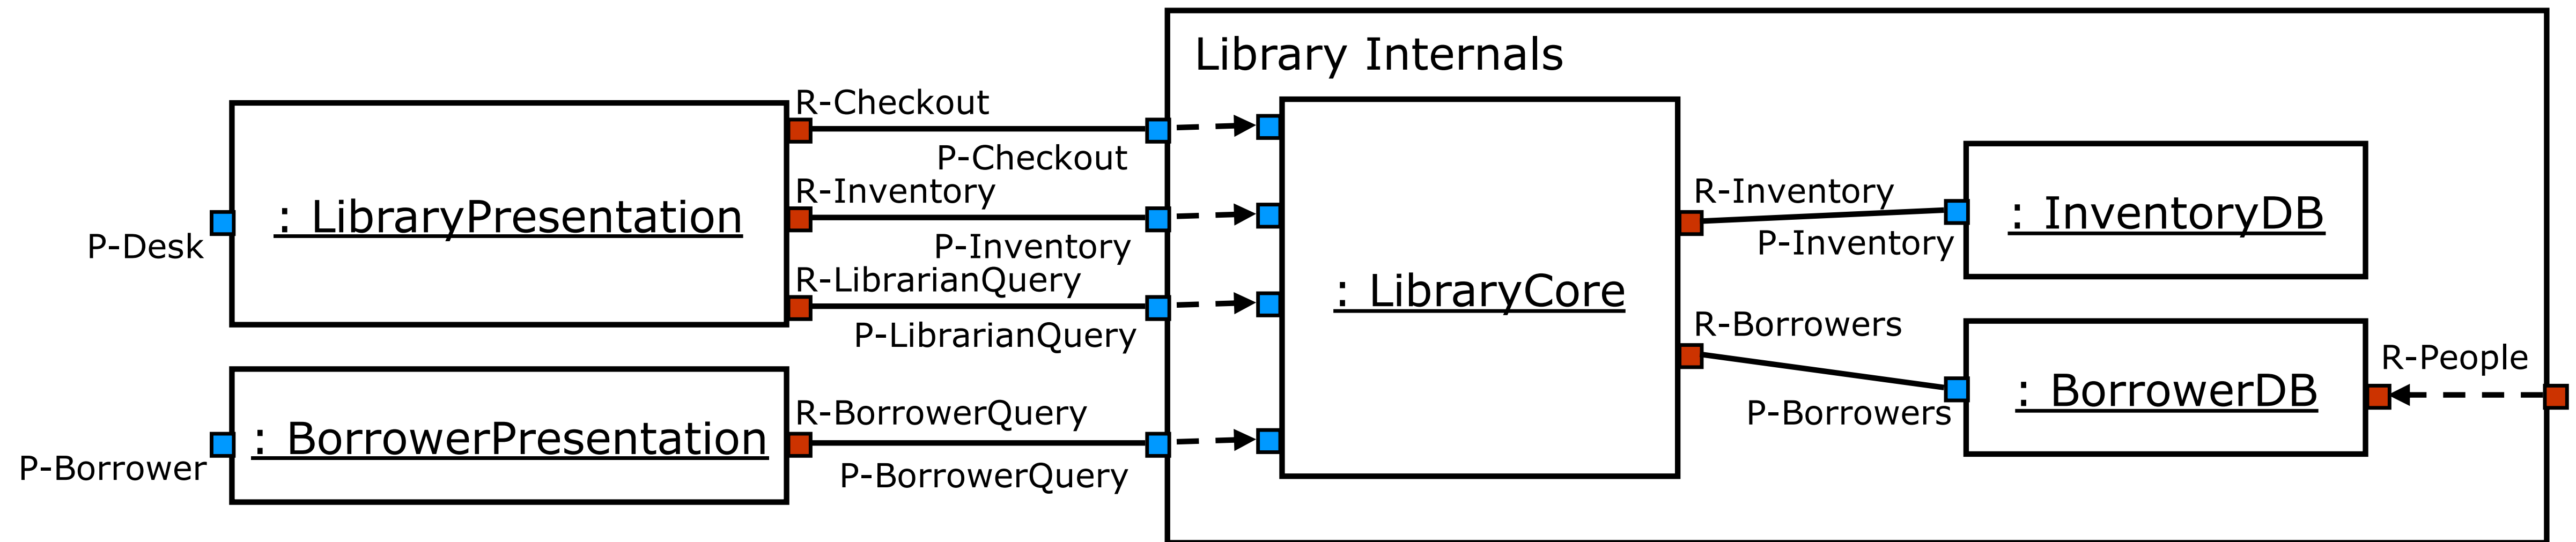 Library Internals
R-Checkout
P-Checkout
: LibraryPresentation
P-Desk
R-Inventory
P-Inventory
R-LibrarianQuery
P-LibrarianQuery
: BorrowerPresentation
P-Borrower
R-BorrowerQuery
P-BorrowerQuery
: LibraryCore
R-Inventory
P-Inventory
: InventoryDB
R-Borrowers
P-Borrowers
: BorrowerDB
R-People